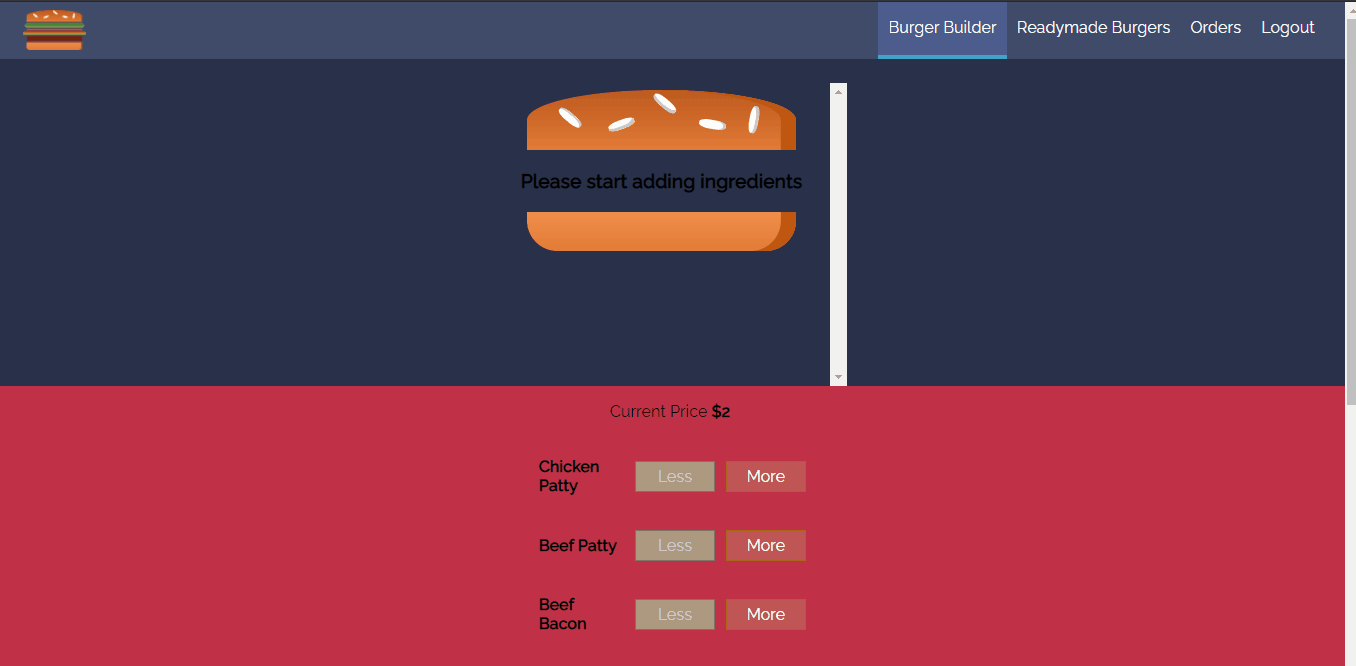 Burger Builder Readymade Burgers Orders Logout
Please start adding ingredients
Current Price $2
Chicken
Patty
Less More
Beef Patty Less More
Beef
Bacon
Less More